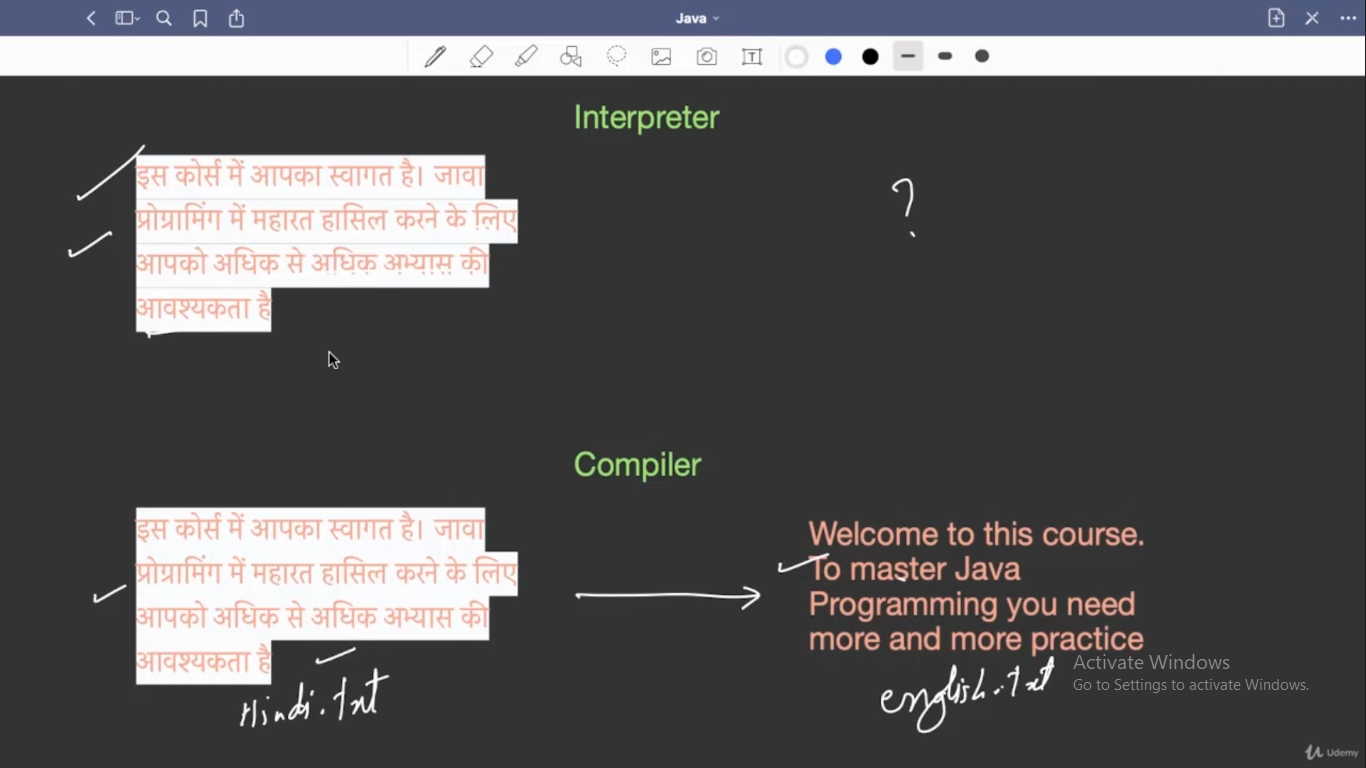 Java
Interpreter
इस कोर्स में आपका स्वागत है। जावा
प्रोग्रामिंग में महारत हासिल करने के लिए
आपको अधिक से अधिक अभ्यास की
आवश्यकता है
?
Compiler
इस कोर्स में आपका स्वागत है। जावा
प्रोग्रामिंग में महारत हासिल करने के लिए
आपको अधिक से अधिक अभ्यास की
आवश्यकता है
Hindi.txt
Welcome to this course.
To master Java
Programming you need
more and more practice
english.txt
Activate Windows
Go to Settings to activate Windows.
Udemy